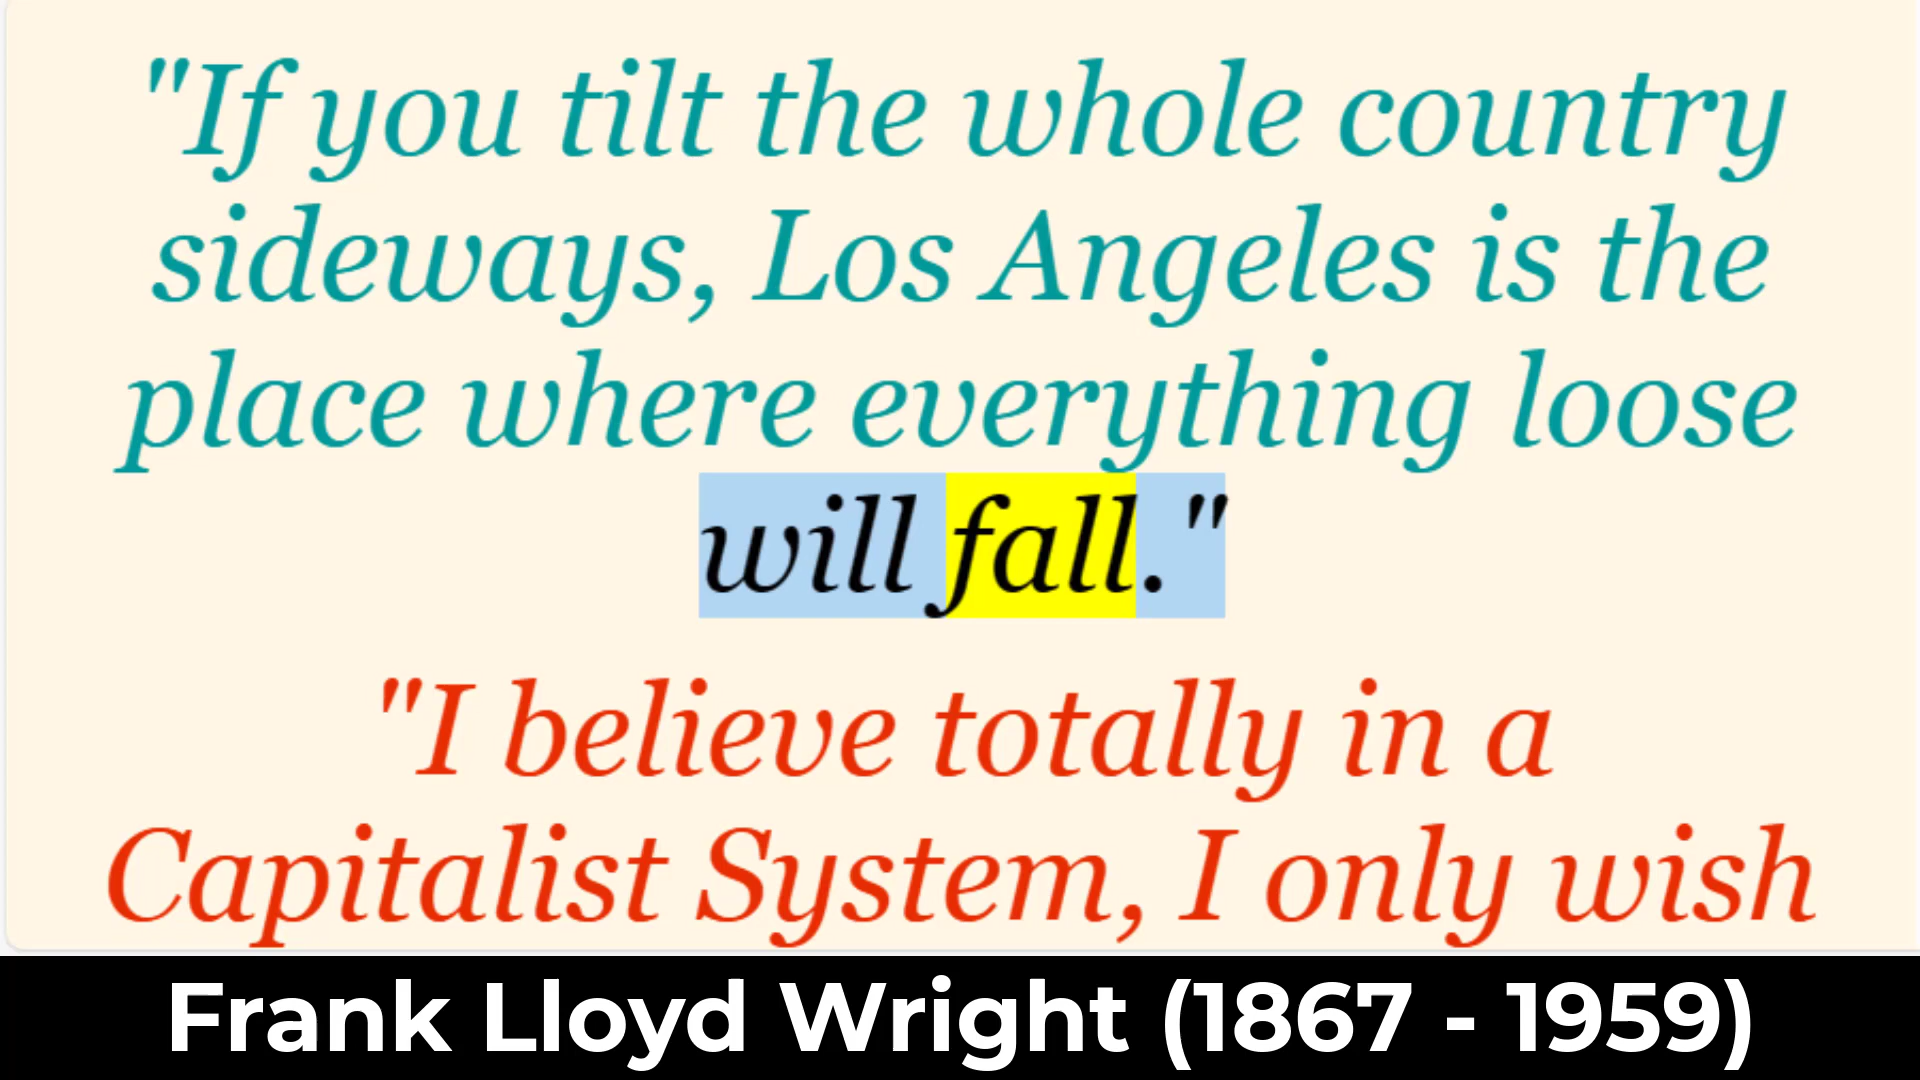 "If you tilt the whole country
sideways, Los Angeles is the
place where everything loose
will fall."
"I believe totally in a
Capitalist System, I only wish
Frank Lloyd Wright (1867 - 1959)